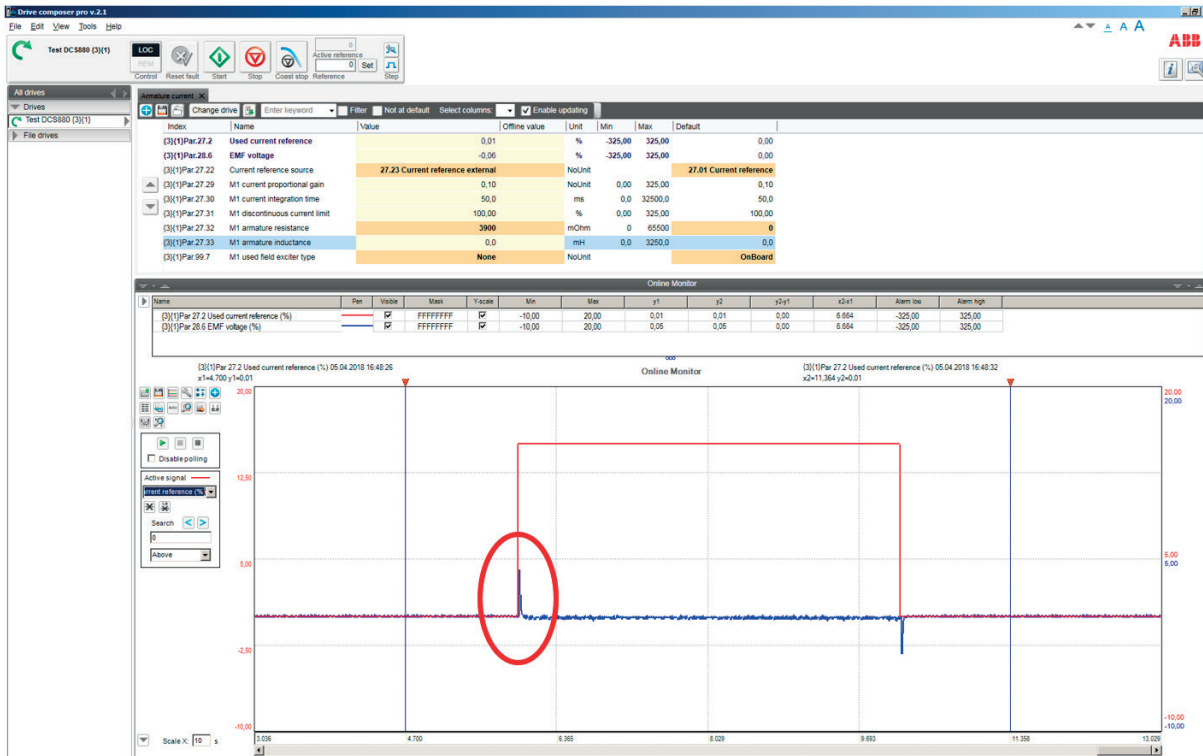 Drive composer pro v.2.1
File Edit View Tools Help
Test DCS880 {3}{1}
LOC
REM
Control Reset fault Start Stop Coast stop Reference
0
Active reference
0 Set
Step
A A A
ABB
All drives
Drives
Test DCS880 {3}{1}
File drives
Armature current
Change drive Enter keyword Filter Not at default Select columns: Enable updating
Index Name Value Offline value Unit Min Max Default
{3}{1}Par.27.2 Used current reference 0,01 % -325,00 325,00 0,00
{3}{1}Par.28.6 EMF voltage -0,06 % -325,00 325,00 0,00
{3}{1}Par.27.22 Current reference source 27.23 Current reference external NoUnit 27.01 Current reference
{3}{1}Par.27.29 M1 current proportional gain 0,10 NoUnit 0,00 325,00 0,10
{3}{1}Par.27.30 M1 current integration time 50,0 ms 0,0 32500,0 50,0
{3}{1}Par.27.31 M1 discontinuous current limit 100,00 % 0,00 325,00 100,00
{3}{1}Par.27.32 M1 armature resistance 3900 mOhm 0 65500 0
{3}{1}Par.27.33 M1 armature inductance 0,0 mH 0,0 3250,0 0,0
{3}{1}Par.99.7 M1 used field exciter type None NoUnit OnBoard
Online Monitor
Name Pen Visible Mask Y-scale Min Max y1 y2 y2-y1 x2-x1 Alarm low Alarm high
{3}{1}Par 27.2 Used current reference (%) FFFFFFFF -10,00 20,00 0,01 0,01 0,00 6.664 -325,00 325,00
{3}{1}Par 28.6 EMF voltage (%) FFFFFFFF -10,00 20,00 0,05 0,05 0,00 6.664 -325,00 325,00
{3}{1}Par 27.2 Used current reference (%) 05.04.2018 16:48:26
x1=4,700 y1=0,01
Online Monitor
{3}{1}Par 27.2 Used current reference (%) 05.04.2018 16:48:32
x2=11,364 y2=0,01
20,00
20,00
20,00
Disable polling
Active signal
rrent reference (%
12,50
Search
0
Above
5,00
5,00
5,00
-2,50
-10,00
-10,00
-10,00
Scale X: 10 s
3.036 4.700 6.365 8.029 9.693 11.358 13.029